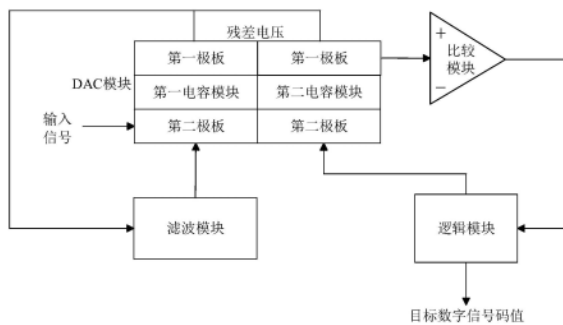 残差电压
第一极板 第一极板
DAC模块
第一电容模块 第二电容模块
第二极板 第二极板
输入
信号
+
比较
模块
−
滤波模块
逻辑模块
目标数字信号码值